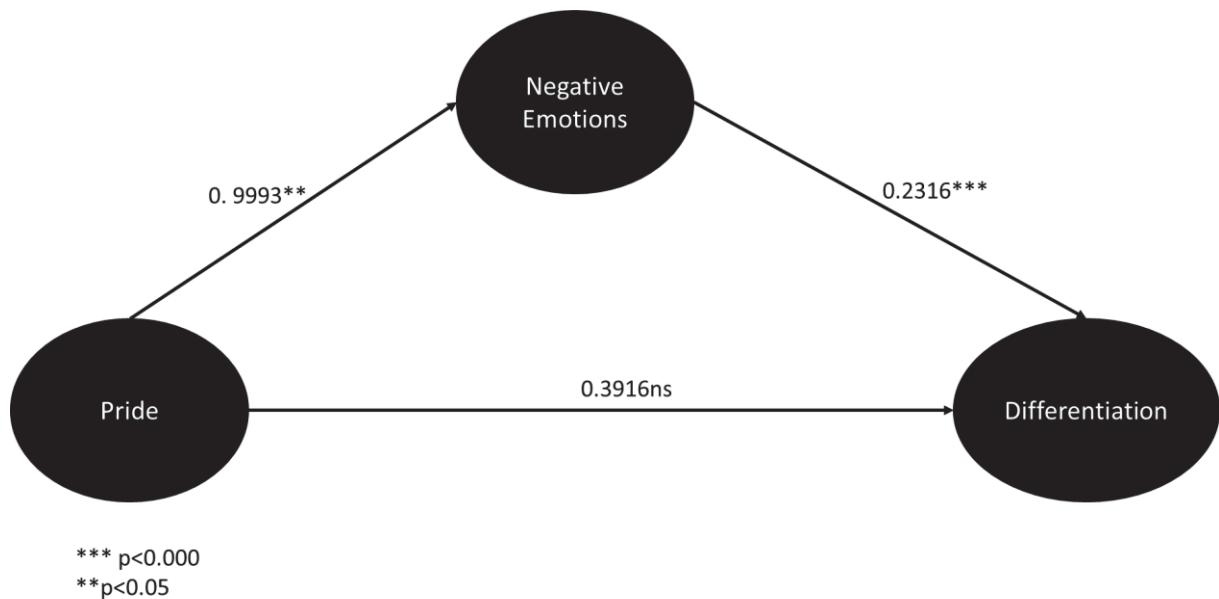 Negative
Emotions
0. 9993**
0.2316***
0.3916ns
Pride
Differentiation
*** p<0.000
**p<0.05